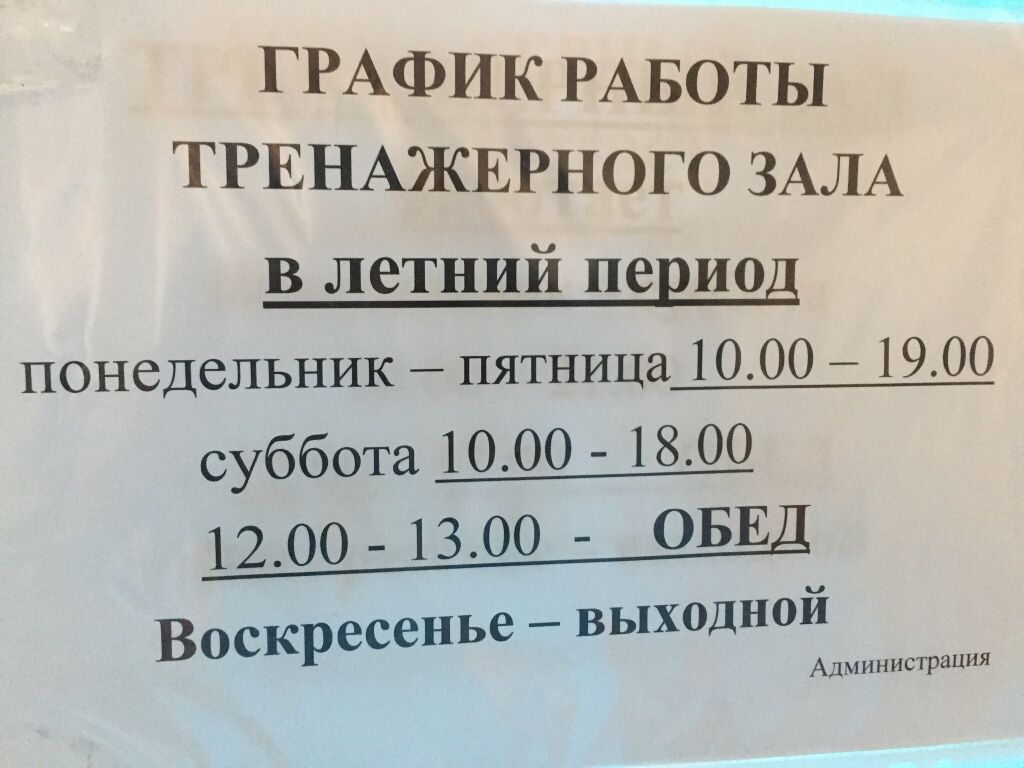 ГРАФИК РАБОТЫ
ТРЕНАЖЕРНОГО ЗАЛА
в летний период
понедельник – пятница 10.00 – 19.00
суббота 10.00 - 18.00
12.00 - 13.00 - ОБЕД
Воскресенье – выходной
Администрация